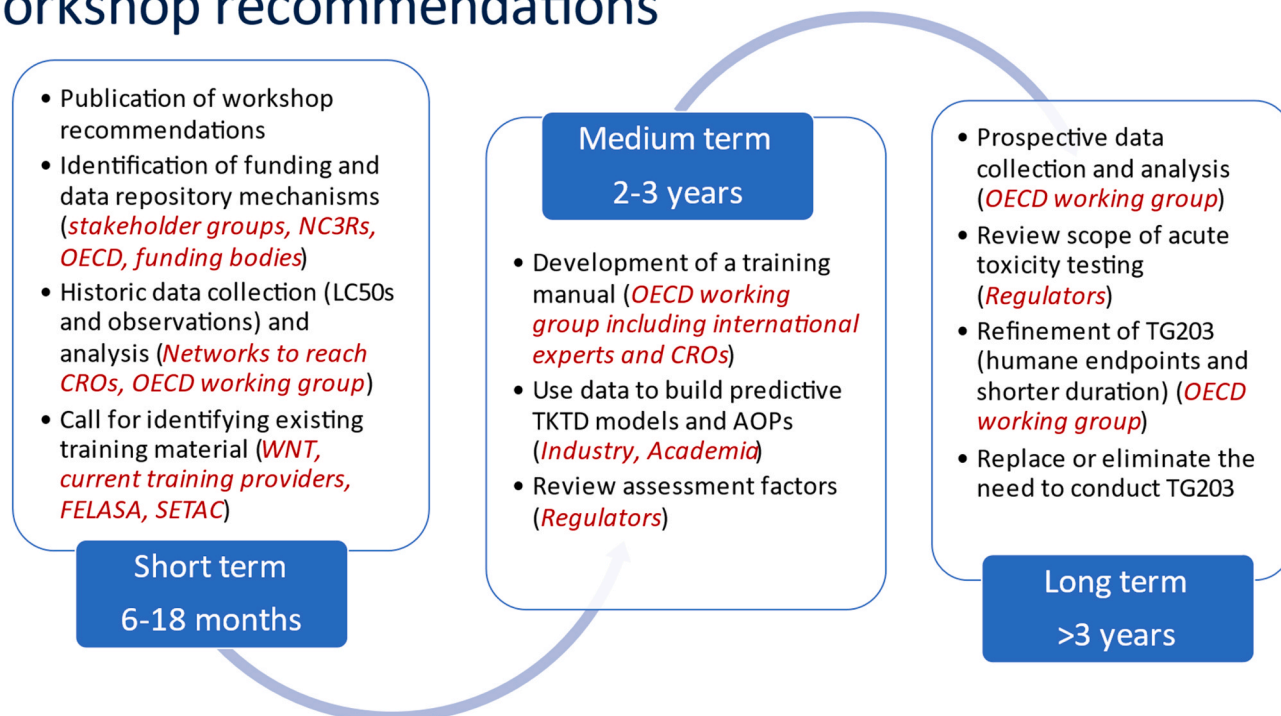 orkshop recommendations
• Publication of workshop
recommendations
• Identification of funding and
data repository mechanisms
(stakeholder groups, NC3Rs,
OECD, funding bodies)
• Historic data collection (LC50s
and observations) and
analysis (Networks to reach
CROs, OECD working group)
• Call for identifying existing
training material (WNT,
current training providers,
FELASA, SETAC)
Short term
6-18 months
Medium term
2-3 years
• Development of a training
manual (OECD working
group including international
experts and CROs)
• Use data to build predictive
TKTD models and AOPs
(Industry, Academia)
• Review assessment factors
(Regulators)
• Prospective data
collection and analysis
(OECD working group)
• Review scope of acute
toxicity testing
(Regulators)
• Refinement of TG203
(humane endpoints and
shorter duration) (OECD
working group)
• Replace or eliminate the
need to conduct TG203
Long term
>3 years